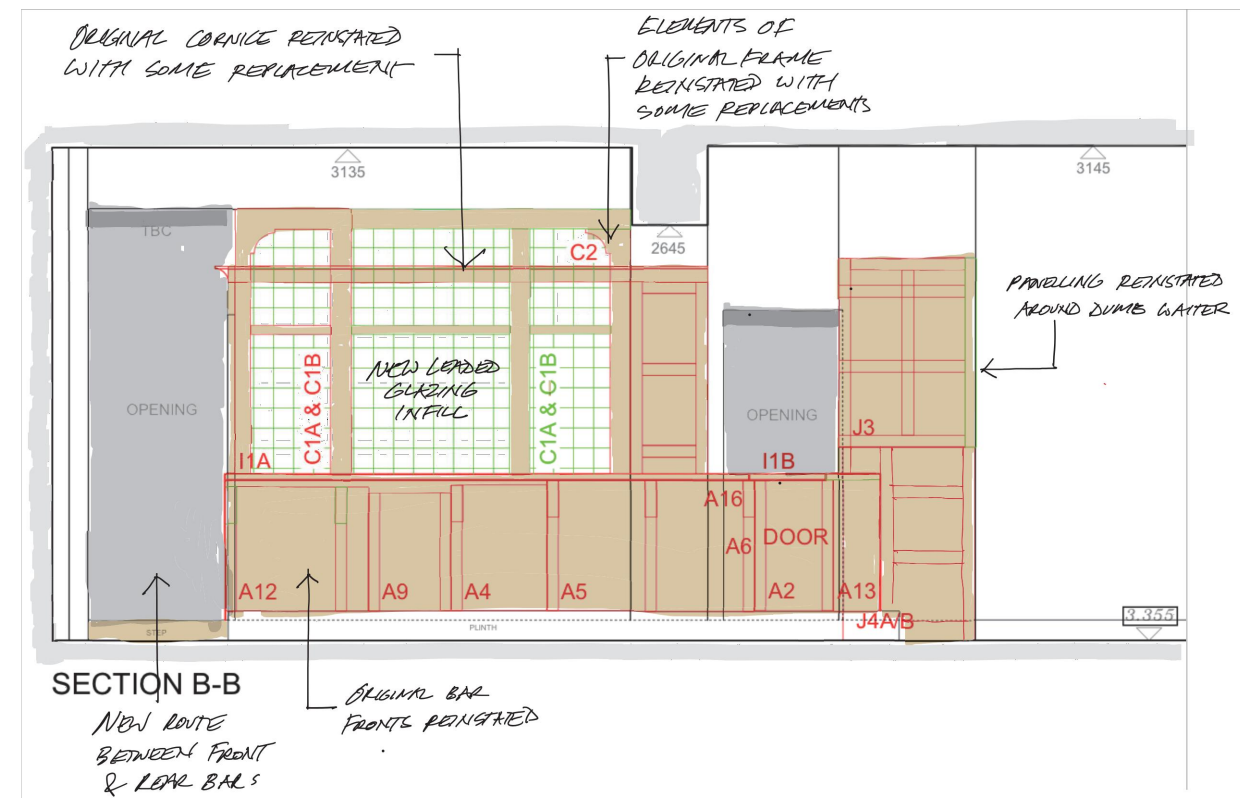 ORIGINAL CORNICE REINSTATED
WITH SOME REPLACEMENT
ELEMENTS OF
ORIGINAL FRAME
REINSTATED WITH
SOME REPLACEMENTS
3135
3145
TBC
C2
2645
PANELLING REINSTATED
AROUND DUMB WAITER
OPENING
C1A & C1B
NEW LEADED
GLAZING
INFILL
C1A & C1B
OPENING
J3
I1A
I1B
A16
A6
DOOR
A12
A9
A4
A5
A2
A13
J4A/B
STEP
PLINTH
3.355
SECTION B-B
NEW ROUTE
BETWEEN FRONT
& REAR BARS
ORIGINAL BAR
FRONTS REINSTATED